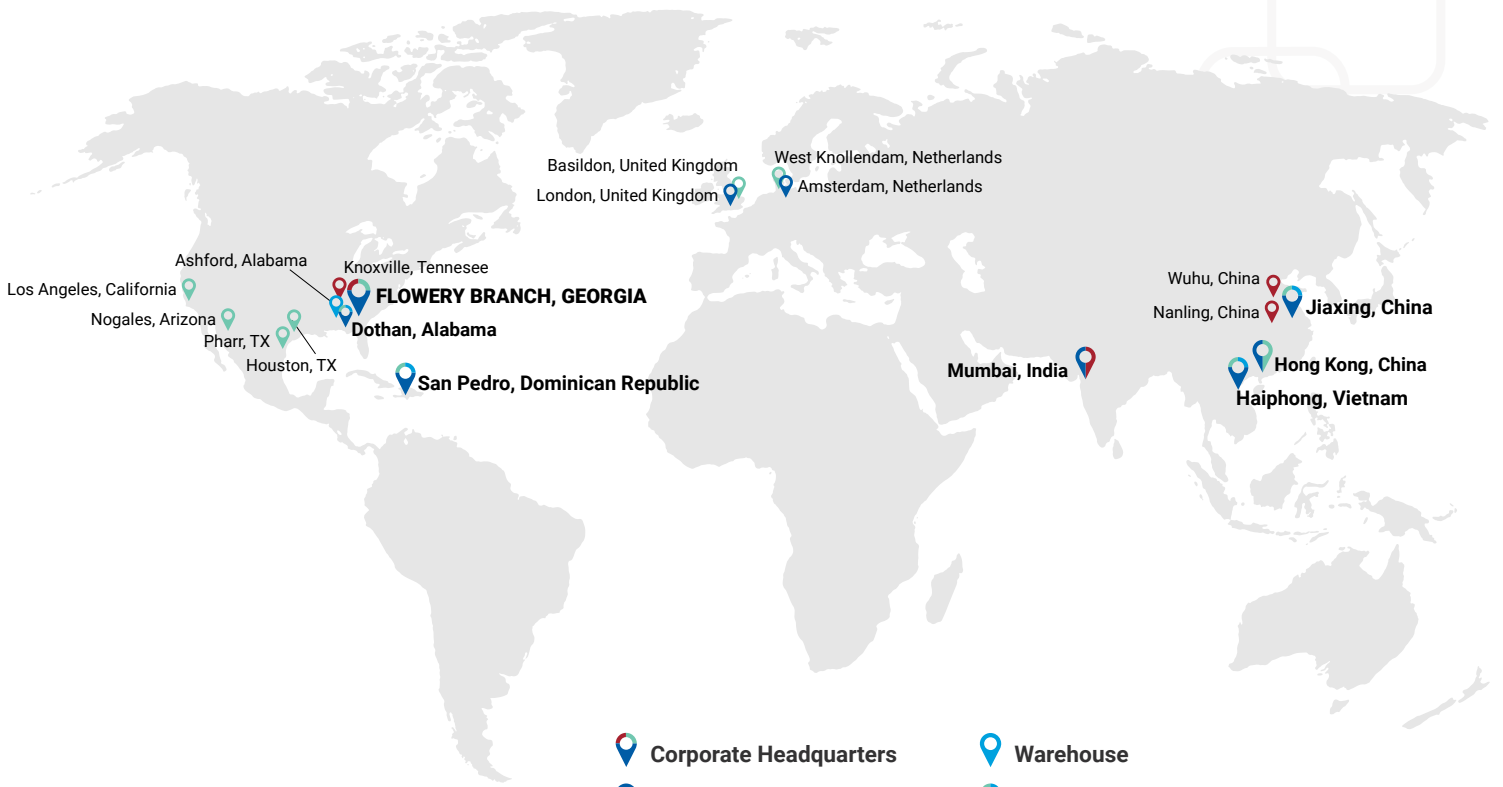 Basildon, United Kingdom
West Knollendam, Netherlands
London, United Kingdom
Amsterdam, Netherlands
Ashford, Alabama
Knoxville, Tennesee
Los Angeles, California
FLOWERY BRANCH, GEORGIA
Nogales, Arizona
Dothan, Alabama
Pharr, TX
Houston, TX
San Pedro, Dominican Republic
Wuhu, China
Nanling, China
Jiaxing, China
Mumbai, India
Hong Kong, China
Haiphong, Vietnam
Corporate Headquarters
Warehouse